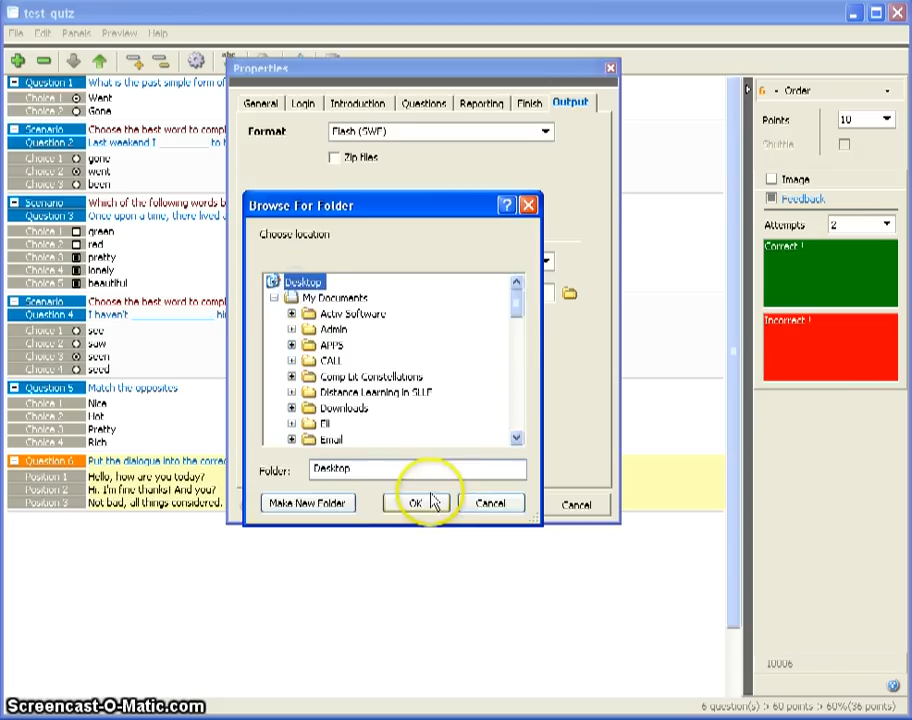 test quiz
File Edit Panels Preview Help
Question 1 What is the past simple form of
Choice 1 Went
Choice 2 Gone
Scenario Choose the best word to compl
Question 2 Last weekend I ________ to t
Choice 1 gone
Choice 2 went
Choice 3 been
Scenario Which of the following words b
Question 3 Once upon a time, there lived
Choice 1 green
Choice 2 red
Choice 3 pretty
Choice 4 lonely
Choice 5 beautiful
Scenario Choose the best word to compl
Question 4 I haven't ____________ hi
Choice 1 see
Choice 2 saw
Choice 3 seen
Choice 4 seed
Question 5 Match the opposites
Choice 1 Nice
Choice 2 Hot
Choice 3 Pretty
Choice 4 Rich
Question 6 Put the dialogue into the correc
Position 1 Hello, how are you today?
Position 2 Hi. I'm fine thanks! And you?
Position 3 Not bad, all things considered.
Properties
General Login Introduction Questions Reporting Finish Output
Format Flash (SWF)
Zip files
Browse For Folder
Choose location
Desktop
My Documents
Activ Software
Admin
APPS
CALL
Comp Lit Constellations
Distance Learning in SLLF
Downloads
Eli
Email
Folder: Desktop
Make New Folder OK Cancel
Cancel
6 - Order
Points 10
Shuffle
Image
Feedback
Attempts 2
Correct !
Incorrect !
10006
6 question(s) > 60 points > 60%(36 points)
Screencast-O-Matic.com